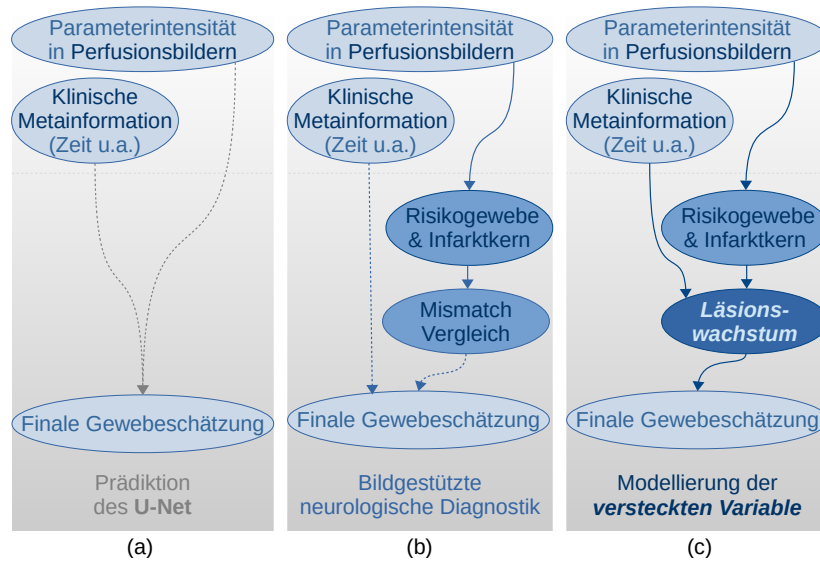 Parameterintensität
in Perfusionsbildern
Klinische
Metainformation
(Zeit u.a.)
Finale Gewebeschätzung
Prädiktion
des U-Net
(a)
Parameterintensität
in Perfusionsbildern
Klinische
Metainformation
(Zeit u.a.)
Risikogewebe
& Infarktkern
Mismatch
Vergleich
Finale Gewebeschätzung
Bildgestützte
neurologische Diagnostik
(b)
Parameterintensität
in Perfusionsbildern
Klinische
Metainformation
(Zeit u.a.)
Risikogewebe
& Infarktkern
Läsions-
wachstum
Finale Gewebeschätzung
Modellierung der
versteckten Variable
(c)